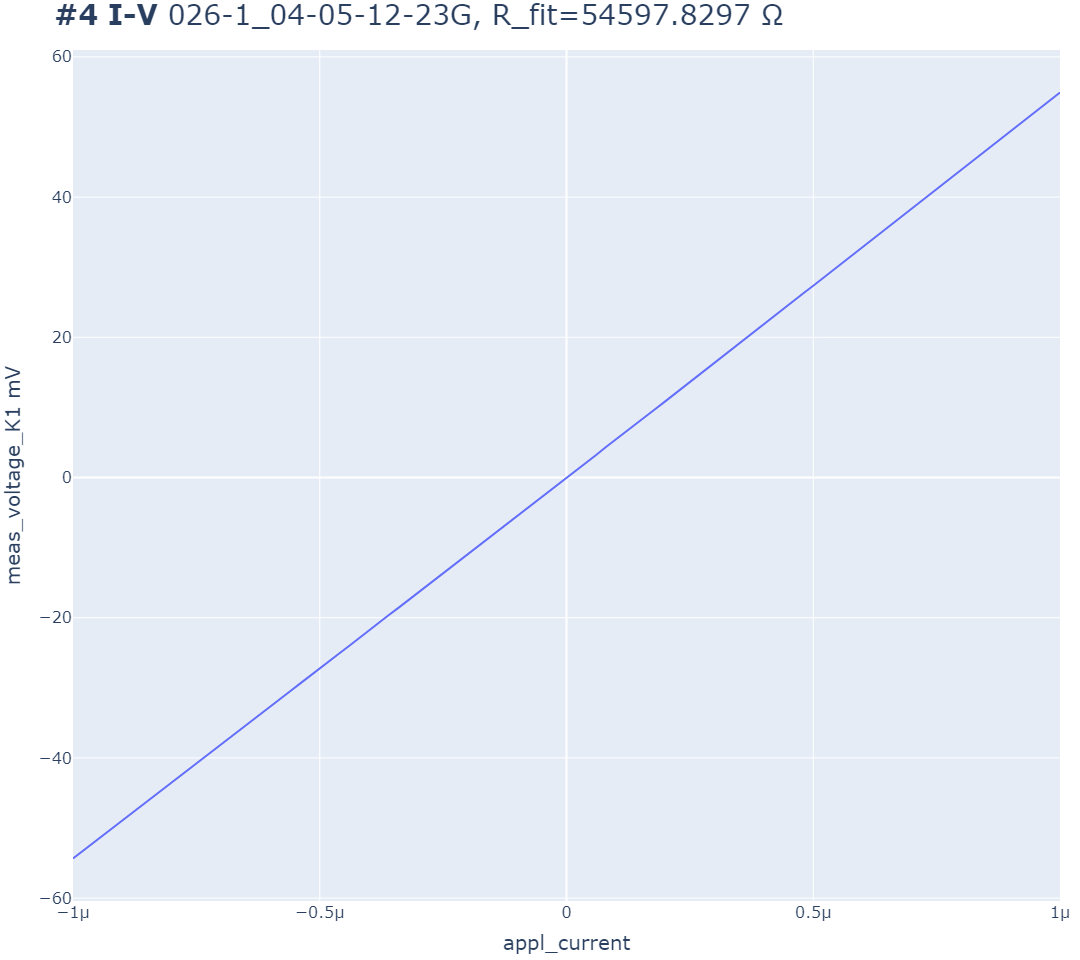 #4 I-V 026-1_04-05-12-23G, R_fit=54597.8297 Ω
60
40
20
0
−20
−40
−60
meas_voltage_K1 mV
−1μ −0.5μ 0 0.5μ 1μ
appl_current